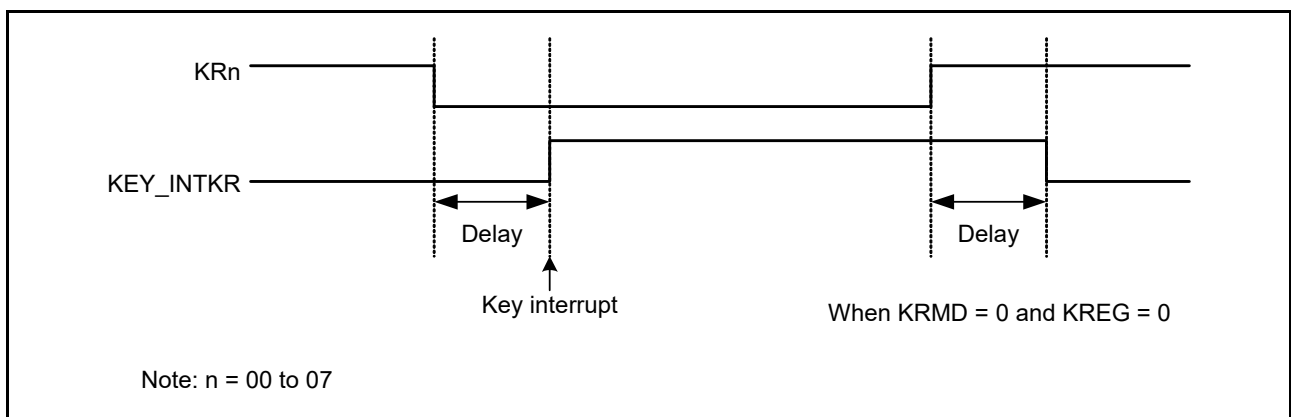 KRn
KEY_INTKR
Delay
Delay
Key interrupt
When KRMD = 0 and KREG = 0
Note: n = 00 to 07